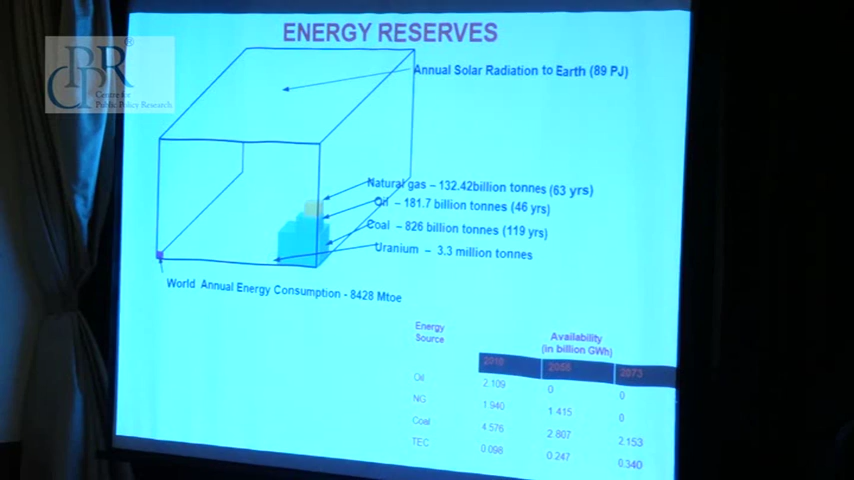 ENERGY RESERVES
CPPR®
Centre for
Public Policy Research
Annual Solar Radiation to Earth (89 PJ)
Natural gas – 132.42billion tonnes (63 yrs)
Oil – 181.7 billion tonnes (46 yrs)
Coal – 826 billion tonnes (119 yrs)
Uranium – 3.3 million tonnes
World Annual Energy Consumption - 8428 Mtoe
Energy
Source
Availability
(in billion GWh)
2010 2055 2073
Oil 2.109 0 0
NG 1.940 1.415 0
Coal 4.576 2.807 2.153
TEC 0.098 0.247 0.340